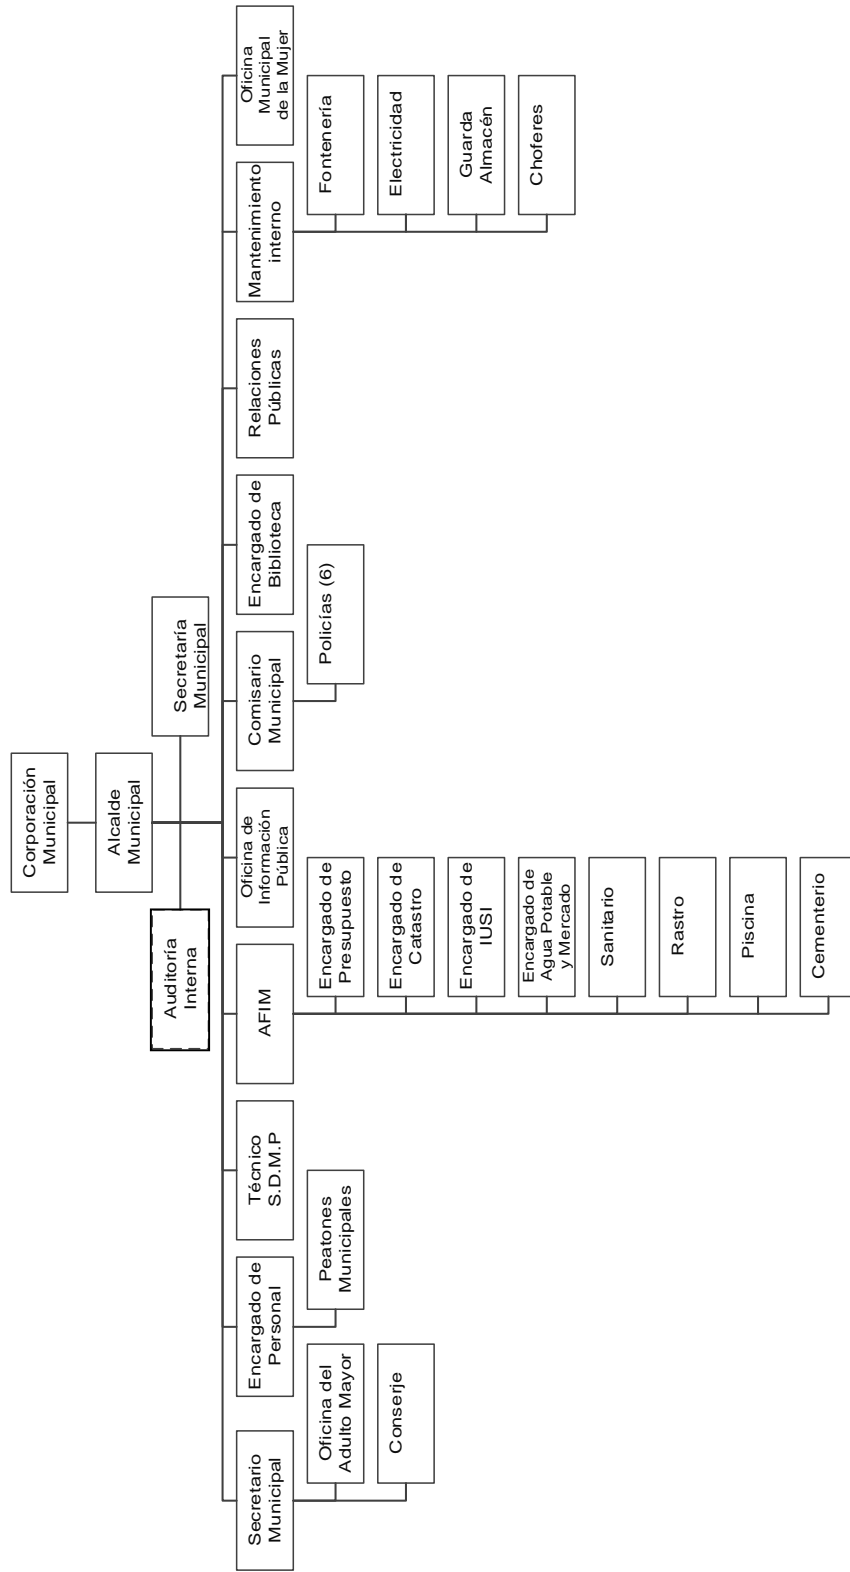 Corporación
Municipal
Alcalde
Municipal
Auditoría
Interna
Secretaría
Municipal
Secretario
Municipal
Oficina del
Adulto Mayor
Conserje
Encargado de
Personal
Peatones
Municipales
Técnico
S.D.M.P
AFIM
Encargado de
Presupuesto
Encargado de
Catastro
Encargado de
IUSI
Encargado de
Agua Potable
y Mercado
Sanitario
Rastro
Piscina
Cementerio
Oficina de
Información
Pública
Comisario
Municipal
Policías (6)
Encargado de
Biblioteca
Relaciones
Públicas
Mantenimiento
interno
Fontenería
Electricidad
Guarda
Almacén
Choferes
Oficina
Municipal
de la Mujer